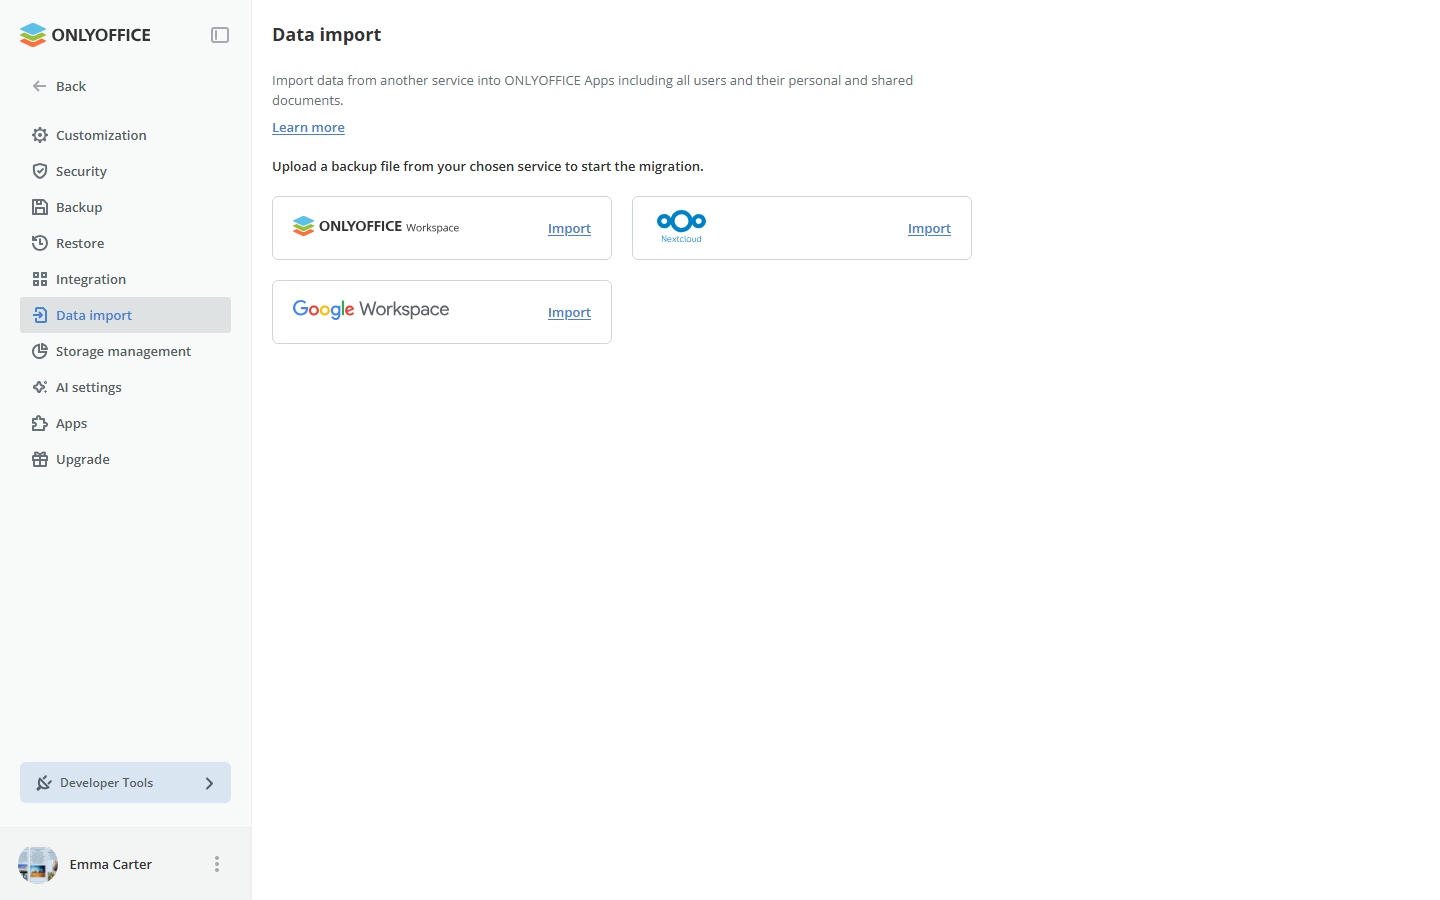 ONLYOFFICE
Back
Customization
Security
Backup
Restore
Integration
Data import
Storage management
AI settings
Apps
Upgrade
Developer Tools
Emma Carter
Data import
Import data from another service into ONLYOFFICE Apps including all users and their personal and shared
documents.
Learn more
Upload a backup file from your chosen service to start the migration.
ONLYOFFICE Workspace
Import
Nextcloud
Import
Google Workspace
Import